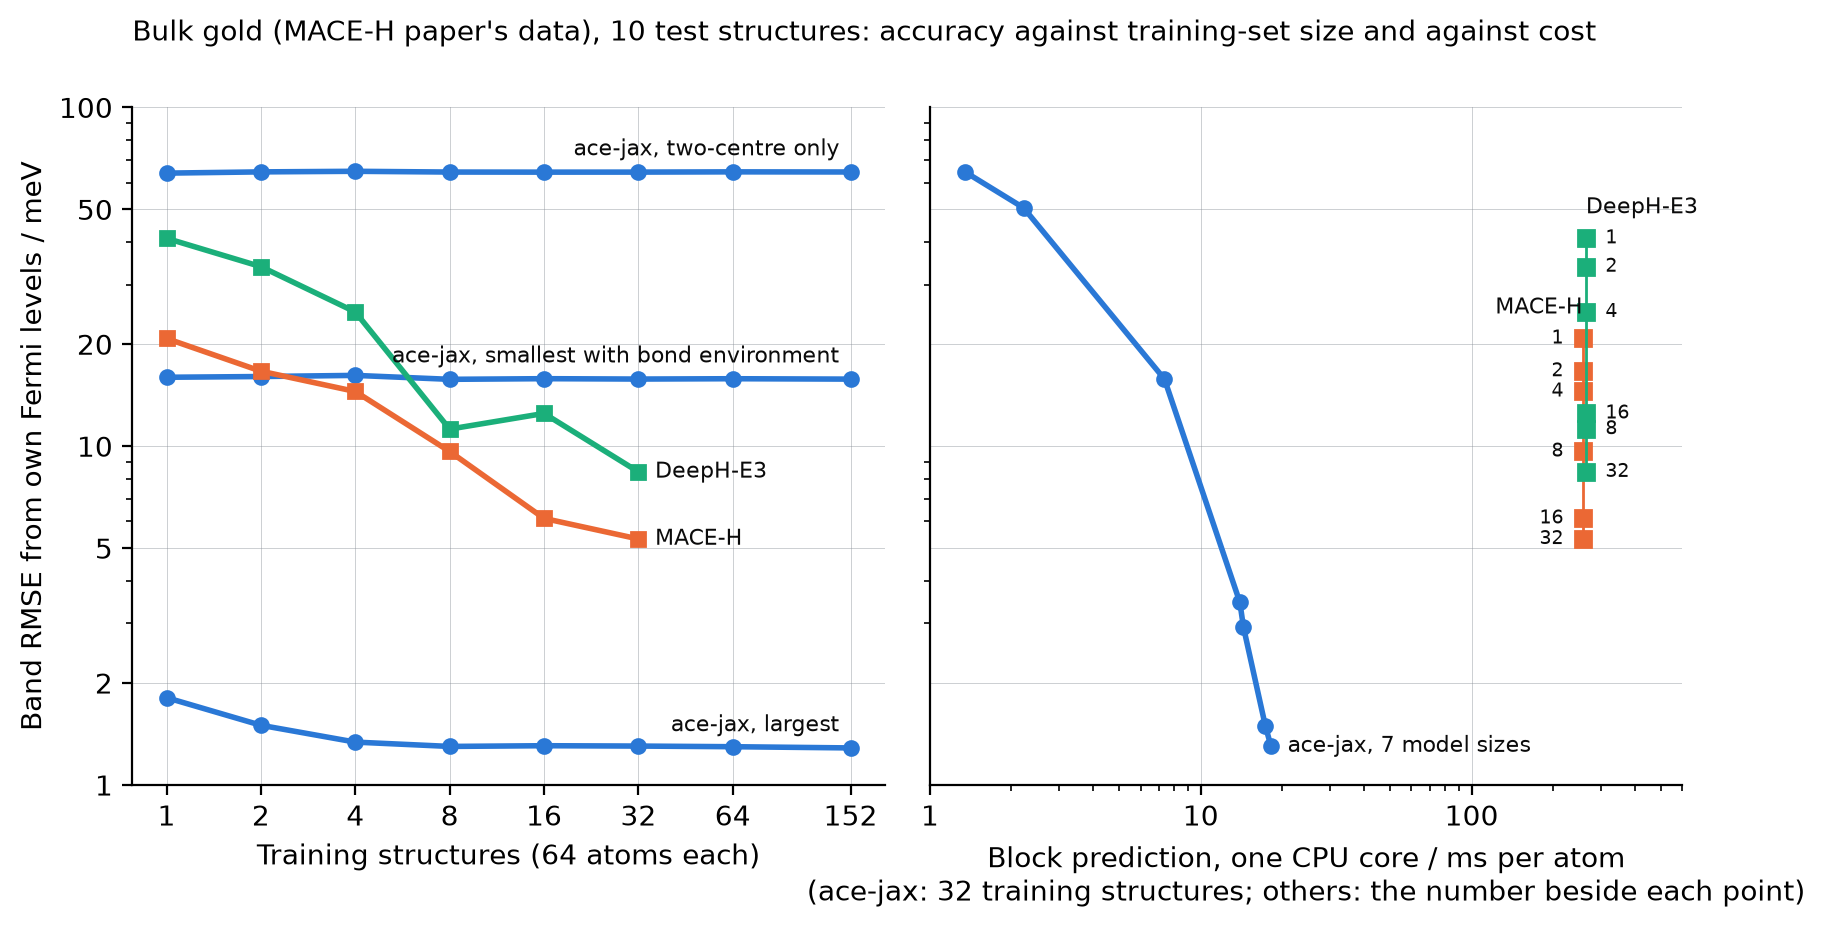 Bulk gold (MACE-H paper's data), 10 test structures: accuracy against training-set size and against cost
Band RMSE from own Fermi levels / meV
100
50
20
10
5
2
1
ace-jax, two-centre only
ace-jax, smallest with bond environment
DeepH-E3
MACE-H
ace-jax, largest
1 2 4 8 16 32 64 152
Training structures (64 atoms each)
DeepH-E3
1
2
4
16
8
32
MACE-H
1
2
4
8
16
32
ace-jax, 7 model sizes
1 10 100
Block prediction, one CPU core / ms per atom
(ace-jax: 32 training structures; others: the number beside each point)